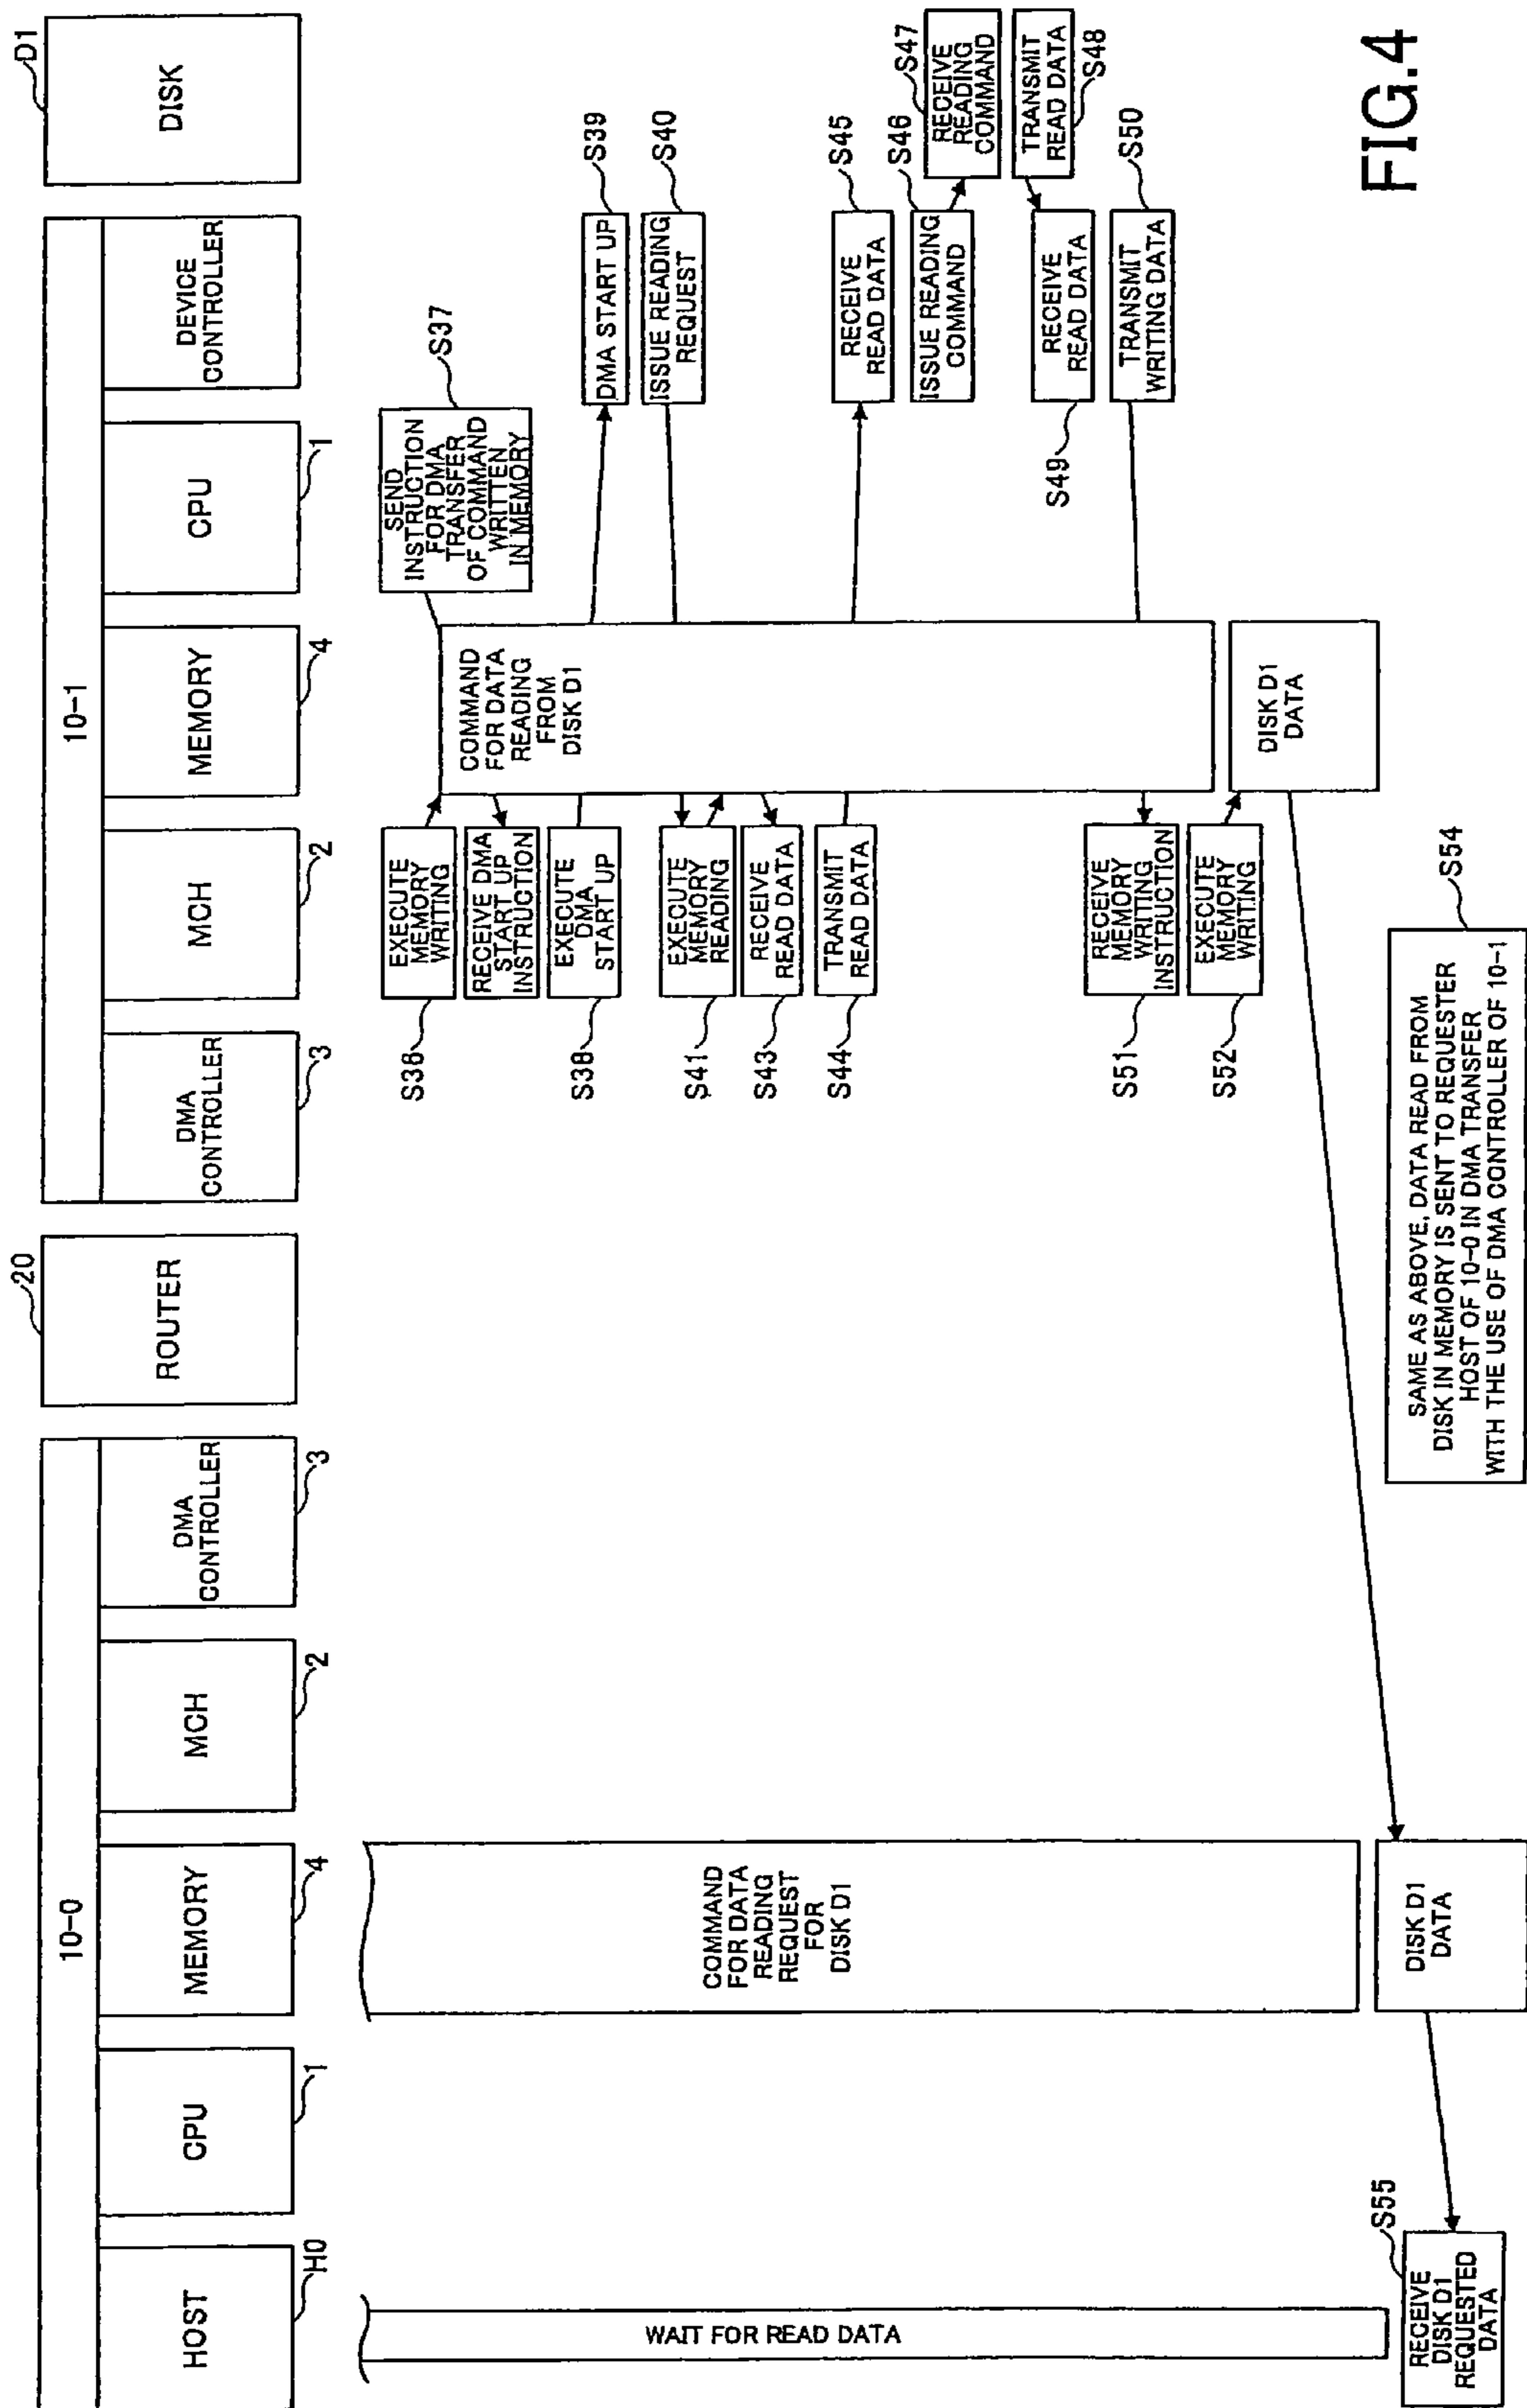 10-0
HOST
H0
CPU
1
MEMORY
4
MCH
2
DMA
CONTROLLER
3
ROUTER
20
10-1
DMA
CONTROLLER
3
MCH
2
MEMORY
4
CPU
1
DEVICE
CONTROLLER
DISK
D1
WAIT FOR READ DATA
COMMAND
FOR DATA
READING
REQUEST
FOR
DISK D1
S36
EXECUTE
MEMORY
WRITING
SEND
INSTRUCTION
FOR DMA
TRANSFER
OF COMMAND
WRITTEN
IN MEMORY
S37
COMMAND
FOR DATA
READING
FROM
DISK D1
RECEIVE DMA
START UP
INSTRUCTION
S38
EXECUTE
DMA
START UP
DMA START UP
S39
ISSUE READING
REQUEST
S40
S41
EXECUTE
MEMORY
READING
S43
RECEIVE
READ DATA
S44
TRANSMIT
READ DATA
RECEIVE
READ DATA
S45
ISSUE READING
COMMAND
S46
RECEIVE
READING
COMMAND
S47
TRANSMIT
READ DATA
S48
S49
RECEIVE
READ DATA
TRANSMIT
WRITING DATA
S50
S51
RECEIVE
MEMORY
WRITING
INSTRUCTION
S52
EXECUTE
MEMORY
WRITING
DISK D1
DATA
SAME AS ABOVE, DATA READ FROM
DISK IN MEMORY IS SENT TO REQUESTER
HOST OF 10-0 IN DMA TRANSFER
WITH THE USE OF DMA CONTROLLER OF 10-1
S54
DISK D1
DATA
RECEIVE
DISK D1
REQUESTED
DATA
S55
FIG.4